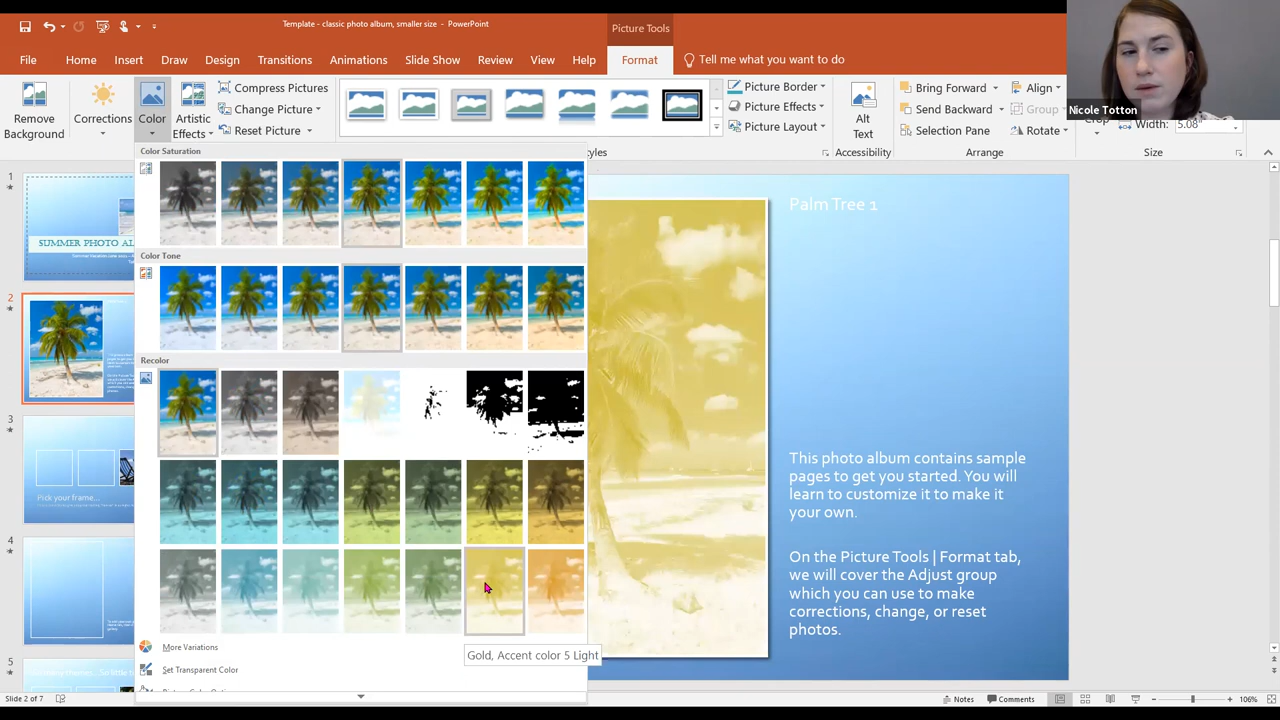 Template - classic photo album, smaller size - PowerPoint
Picture Tools
File Home Insert Draw Design Transitions Animations Slide Show Review View Help Format Tell me what you want to do
Remove Background
Corrections
Color
Artistic Effects
Compress Pictures
Change Picture
Reset Picture
Picture Border
Picture Effects
Picture Layout
Alt Text
Bring Forward
Send Backward
Selection Pane
Align
Group
Rotate
Crop
Width: 5.08"
Nicole Totton
Accessibility
Arrange
Size
Color Saturation
Color Tone
Recolor
More Variations
Set Transparent Color
Gold, Accent color 5 Light
1
SUMMER PHOTO AL
2
3
Pick your frame...
4
5
Palm Tree 1
This photo album contains sample
pages to get you started. You will
learn to customize it to make it
your own.
On the Picture Tools | Format tab,
we will cover the Adjust group
which you can use to make
corrections, change, or reset
photos.
Slide 2 of 7
Notes
Comments
106%